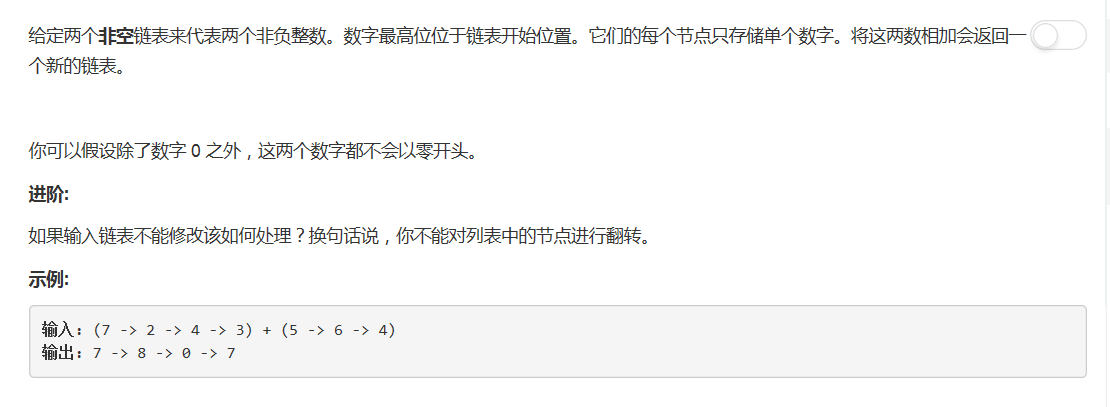 给定两个非空链表来代表两个非负整数。数字最高位位于链表开始位置。它们的每个节点只存储单个数字。将这两数相加会返回一
个新的链表。
你可以假设除了数字 0 之外，这两个数字都不会以零开头。
进阶:
如果输入链表不能修改该如何处理？换句话说，你不能对列表中的节点进行翻转。
示例:
输入: (7 -> 2 -> 4 -> 3) + (5 -> 6 -> 4)
输出: 7 -> 8 -> 0 -> 7